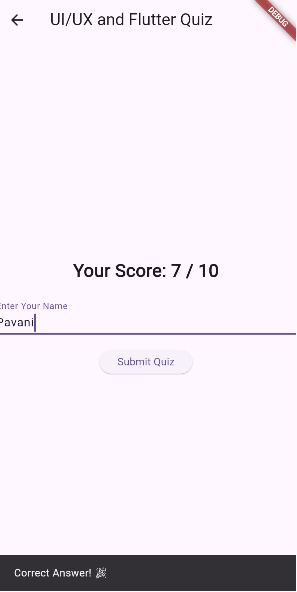 UI/UX and Flutter Quiz
DEBUG
Your Score: 7 / 10
Enter Your Name
Pavani
Submit Quiz
Correct Answer! 🎉